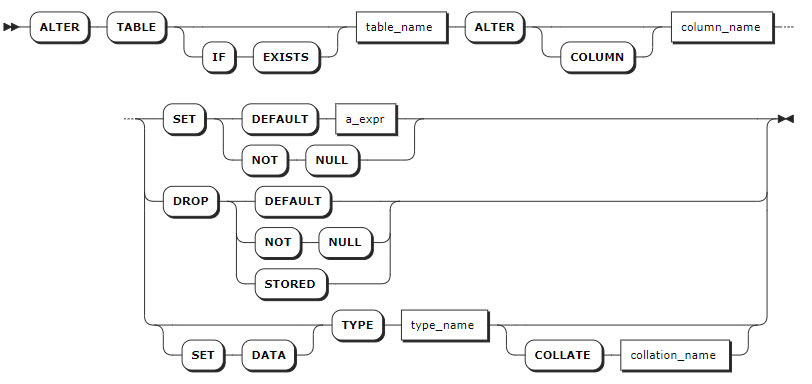 ALTER TABLE table_name ALTER column_name
IF EXISTS COLUMN
SET DEFAULT a_expr
NOT NULL
DROP DEFAULT
NOT NULL
STORED
TYPE type_name
SET DATA COLLATE collation_name